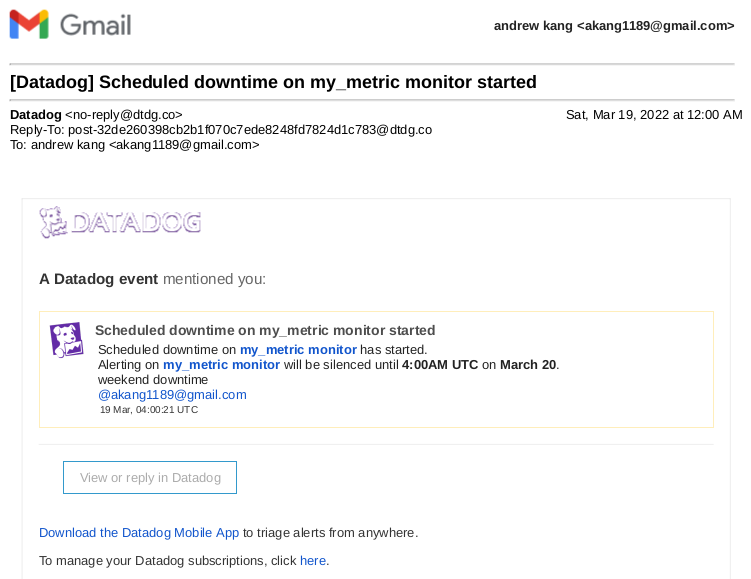 Gmail
andrew kang <akang1189@gmail.com>
[Datadog] Scheduled downtime on my_metric monitor started
Datadog <no-reply@dtdg.co>
Sat, Mar 19, 2022 at 12:00 AM
Reply-To: post-32de260398cb2b1f070c7ede8248fd7824d1c783@dtdg.co
To: andrew kang <akang1189@gmail.com>
DATADOG
A Datadog event mentioned you:
Scheduled downtime on my_metric monitor started
Scheduled downtime on my_metric monitor has started.
Alerting on my_metric monitor will be silenced until 4:00AM UTC on March 20.
weekend downtime
@akang1189@gmail.com
19 Mar, 04:00:21 UTC
View or reply in Datadog
Download the Datadog Mobile App to triage alerts from anywhere.
To manage your Datadog subscriptions, click here.